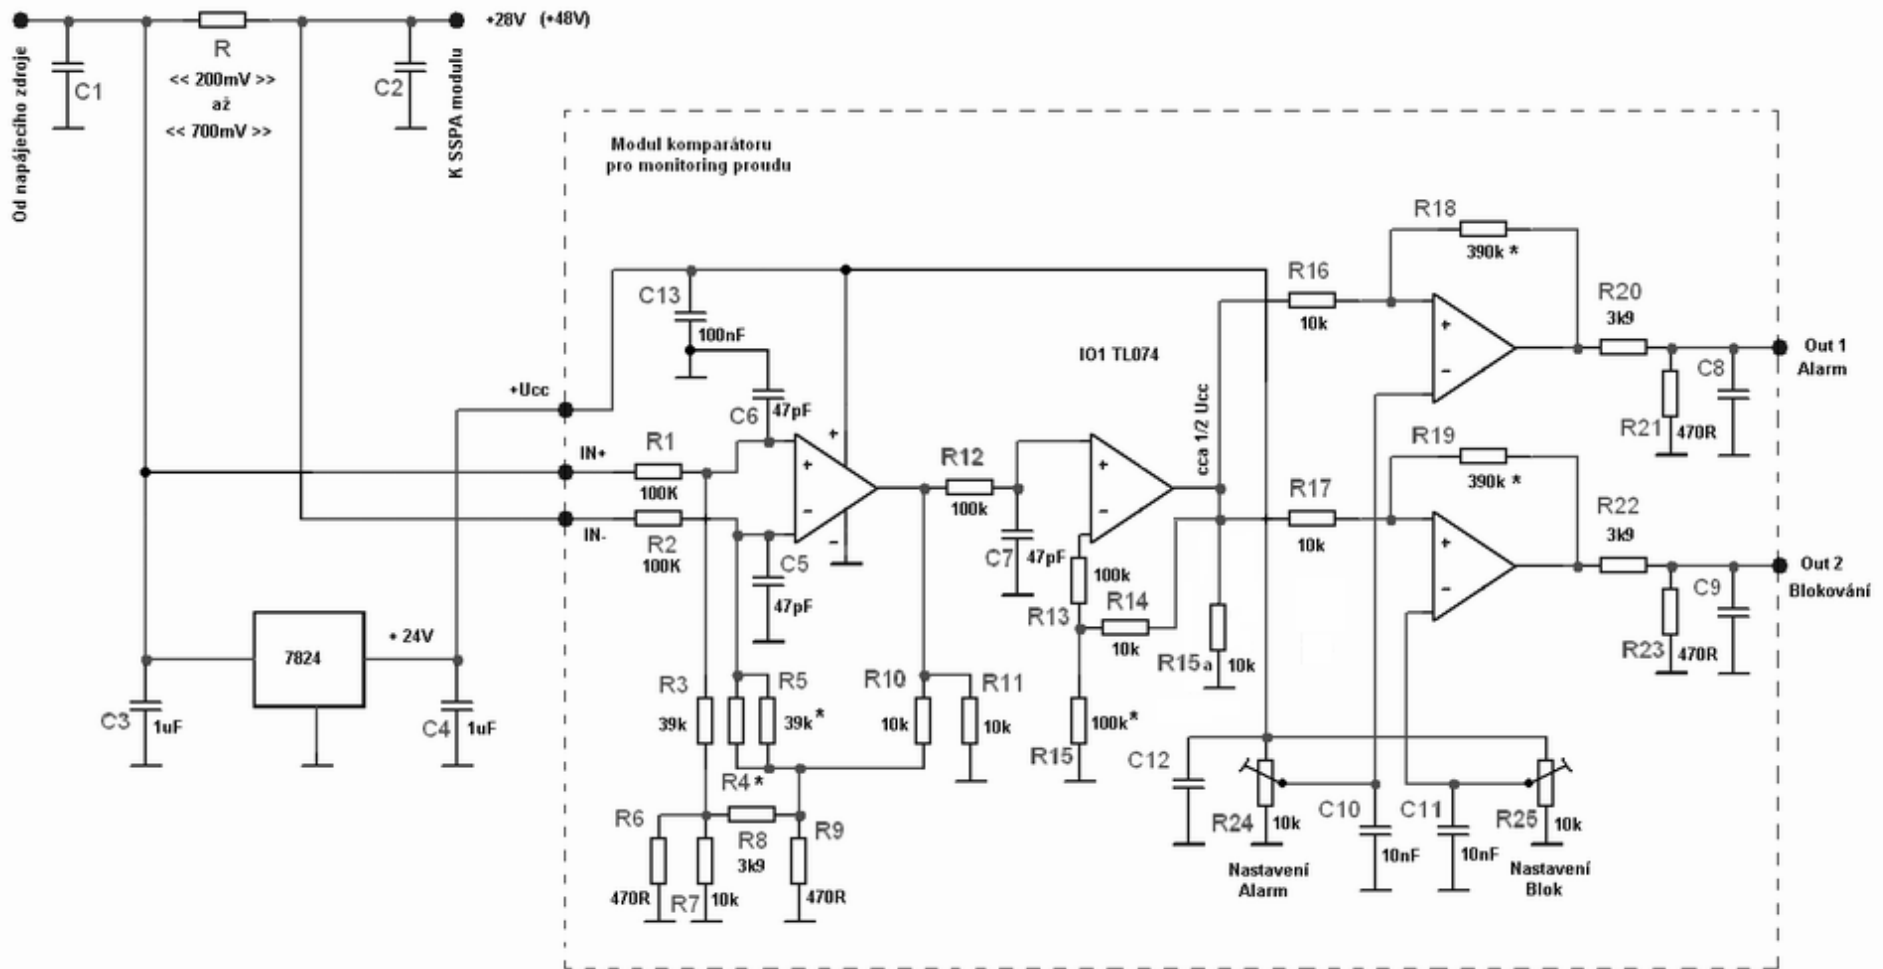 +28V (+48V)
Od napájecího zdroje
R
<< 200mV >>
až
<< 700mV >>
C1
C2
K SSPA modulu
Modul komparátoru
pro monitoring proudu
R18
390k *
R16
10k
R20
3k9
C13
100nF
IO1 TL074
+
-
Out 1
Alarm
C8
R21
470R
+Ucc
C6
47pF
cca 1/2 Ucc
R19
390k *
IN+
R1
100K
+
+
-
-
R12
100k
+
-
R17
10k
R22
3k9
IN-
R2
100K
C5
47pF
C7
47pF
+
-
Out 2
Blokování
C9
R23
470R
100k
R13
R14
10k
R15a
10k
7824
+ 24V
C3
1uF
C4
1uF
R3
39k
R5
39k*
R4*
R10
10k
R11
10k
100k*
R15
C12
R24
10k
Nastavení
Alarm
C10
10nF
C11
10nF
R25
10k
Nastavení
Blok
R6
470R
R7
10k
R8
3k9
R9
470R